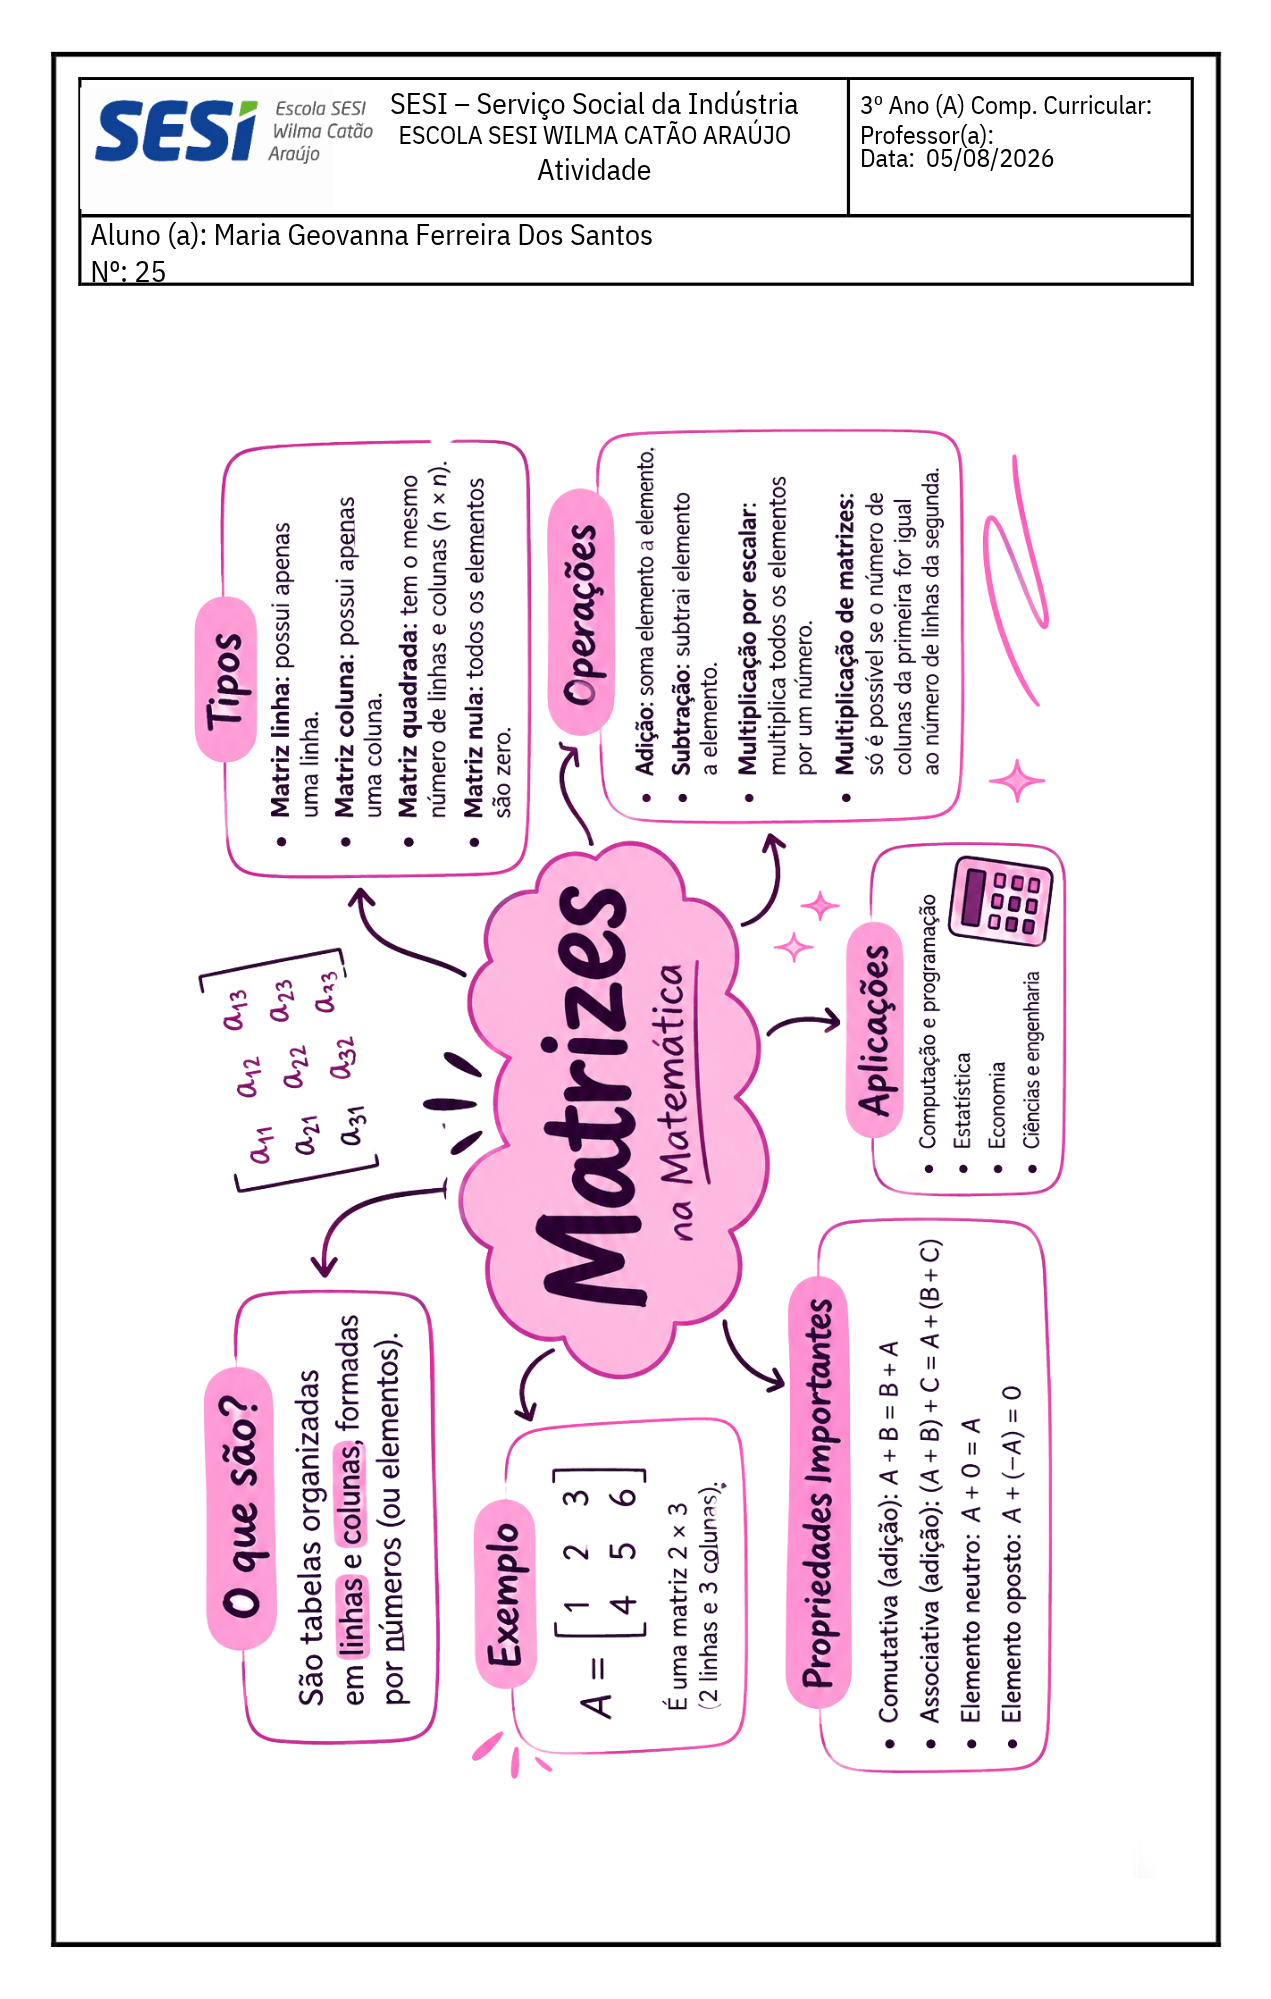 SESI
Escola SESI
Wilma Catão
Araújo
SESI – Serviço Social da Indústria
ESCOLA SESI WILMA CATÃO ARAÚJO
Atividade
3º Ano (A) Comp. Curricular:
Professor(a):
Data: 05/08/2026
Aluno (a): Maria Geovanna Ferreira Dos Santos
Nº: 25
Matrizes
na Matemática
O que são?
São tabelas organizadas
em linhas e colunas, formadas
por números (ou elementos).
a11 a12 a13
a21 a22 a23
a31 a32 a33
Tipos
• Matriz linha: possui apenas
uma linha.
• Matriz coluna: possui apenas
uma coluna.
• Matriz quadrada: tem o mesmo
número de linhas e colunas (n × n).
• Matriz nula: todos os elementos
são zero.
Exemplo
A = [1 2 3
4 5 6]
É uma matriz 2 × 3
(2 linhas e 3 colunas).
Operações
• Adição: soma elemento a elemento.
• Subtração: subtrai elemento
a elemento.
• Multiplicação por escalar:
multiplica todos os elementos
por um número.
• Multiplicação de matrizes:
só é possível se o número de
colunas da primeira for igual
ao número de linhas da segunda.
Propriedades Importantes
• Comutativa (adição): A + B = B + A
• Associativa (adição): (A + B) + C = A + (B + C)
• Elemento neutro: A + 0 = A
• Elemento oposto: A + (−A) = 0
Aplicações
• Computação e programação
• Estatística
• Economia
• Ciências e engenharia